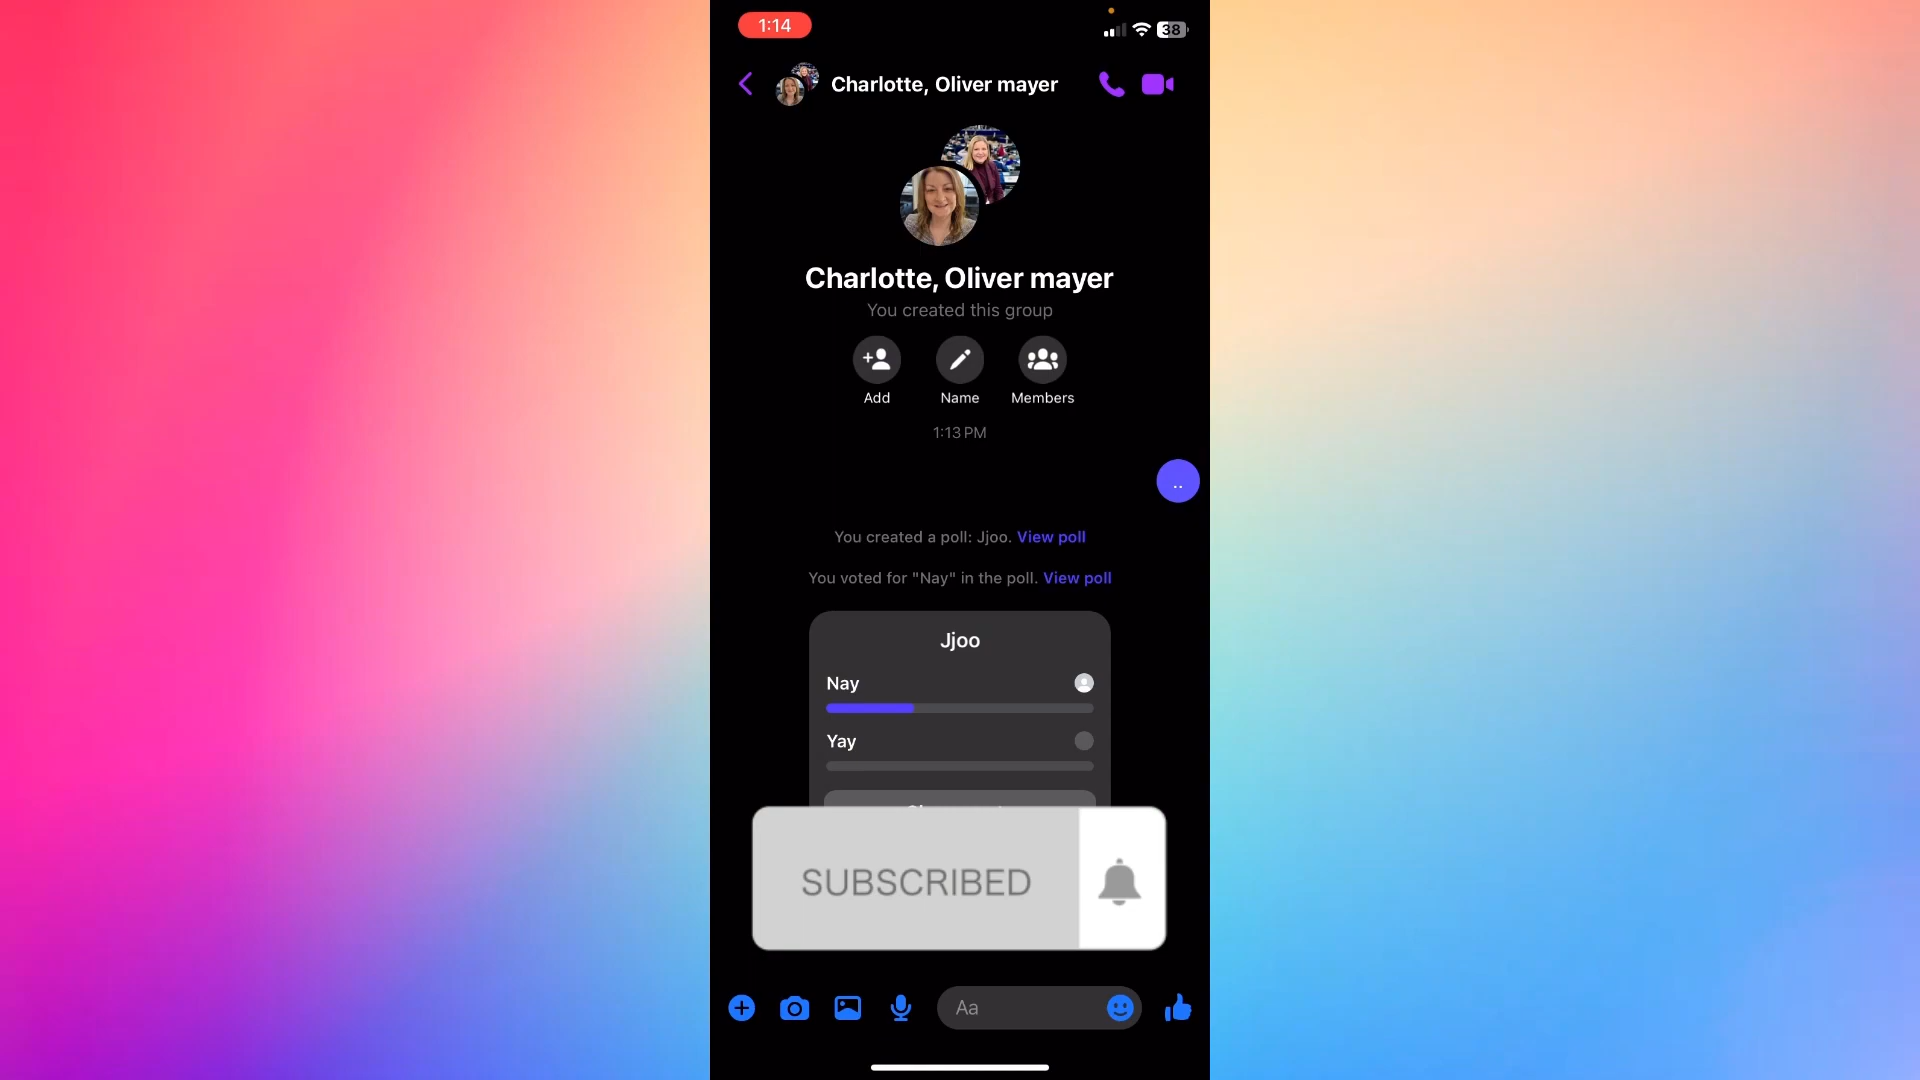 1:14
38
Charlotte, Oliver mayer
Charlotte, Oliver mayer
You created this group
Add Name Members
1:13 PM
..
You created a poll: Jjoo. View poll
You voted for "Nay" in the poll. View poll
Jjoo
Nay
Yay
SUBSCRIBED
Aa